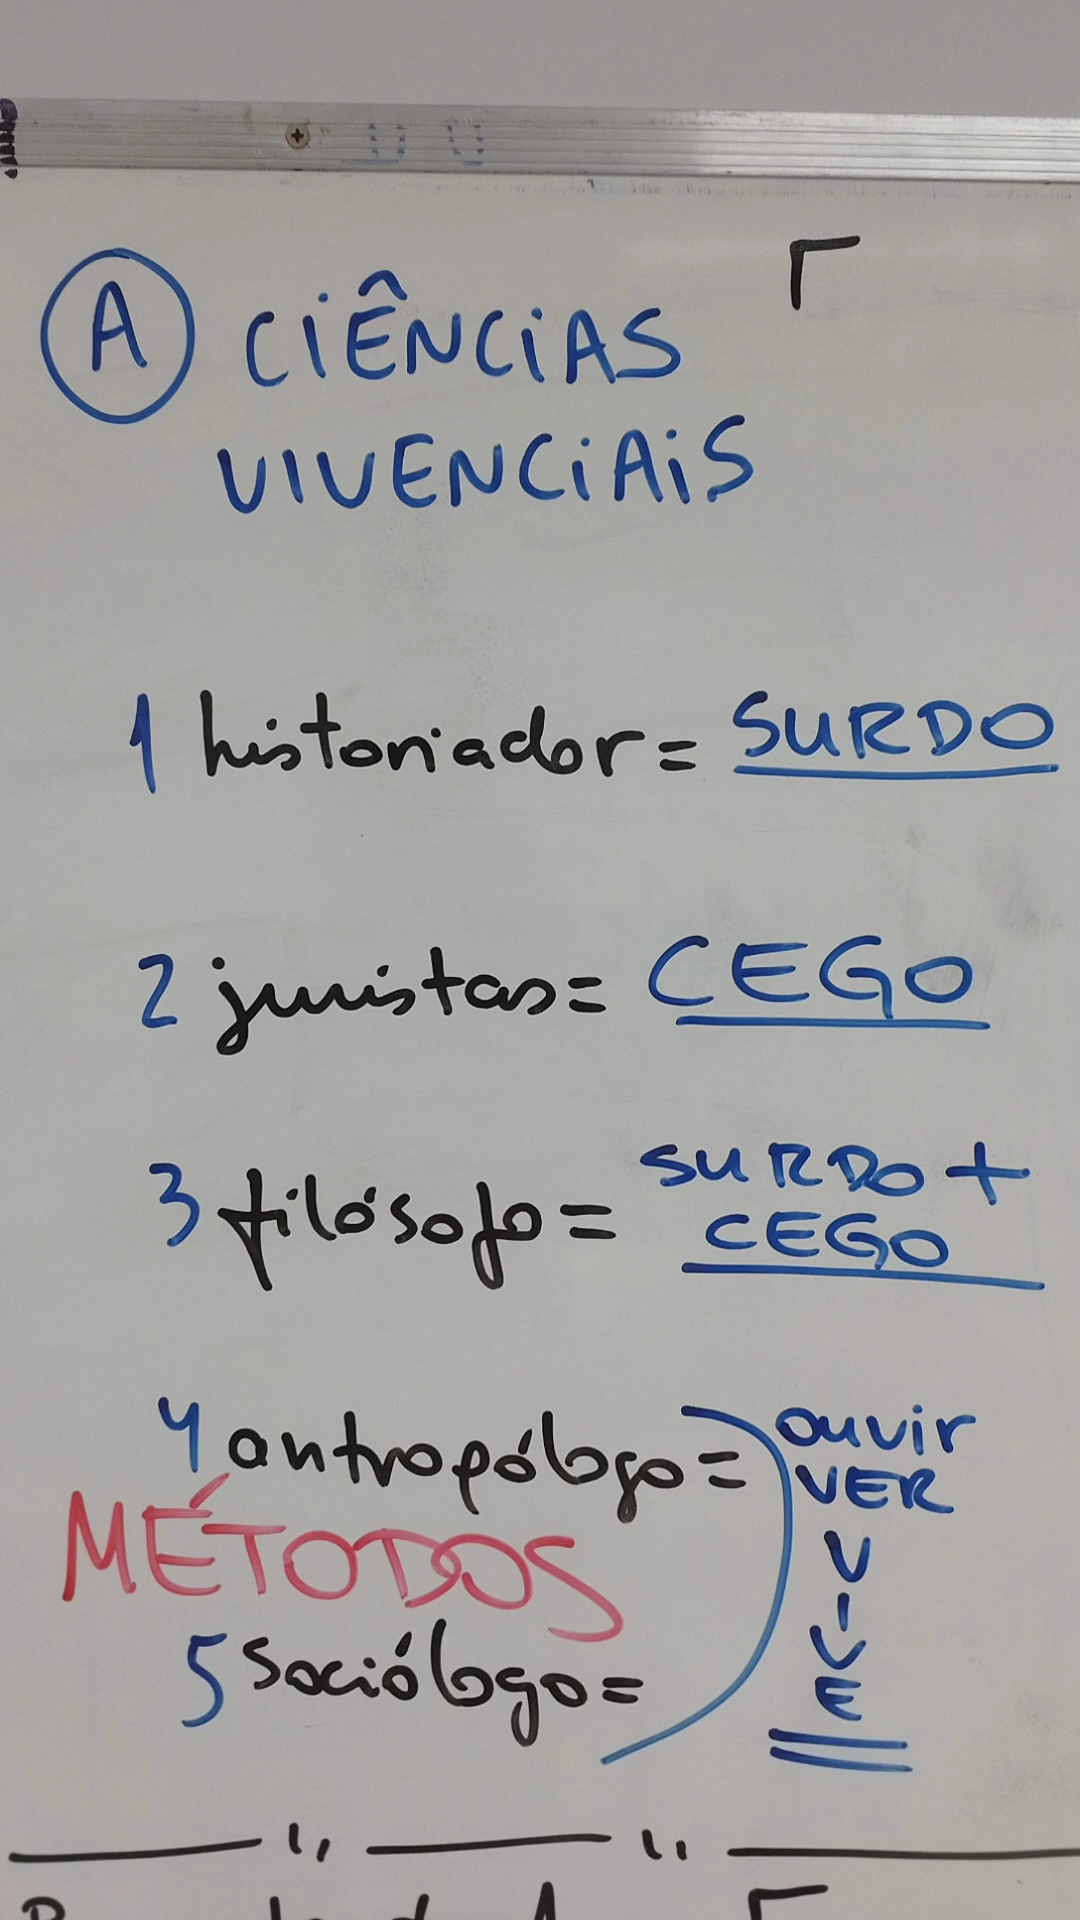 A CIÊNCIAS
VIVENCIAIS
1 historiador = SURDO
2 juristas = CEGO
3 filósofo = SURDO +
CEGO
4 antropólogo = ouvir
VER
VIVE
MÉTODOS
5 Sociólogo =